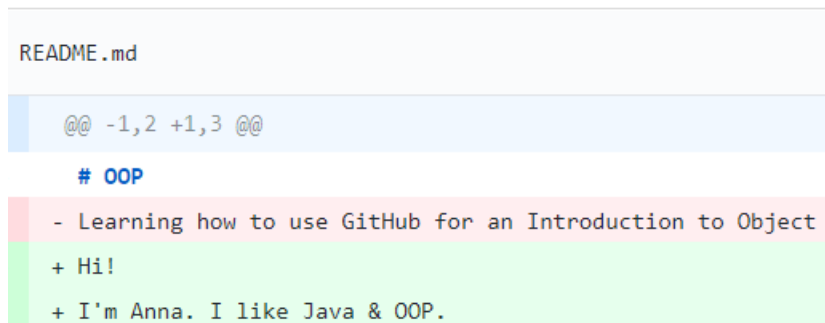 README.md
@@ -1,2 +1,3 @@
# OOP
- Learning how to use GitHub for an Introduction to Object
+ Hi!
+ I'm Anna. I like Java & OOP.